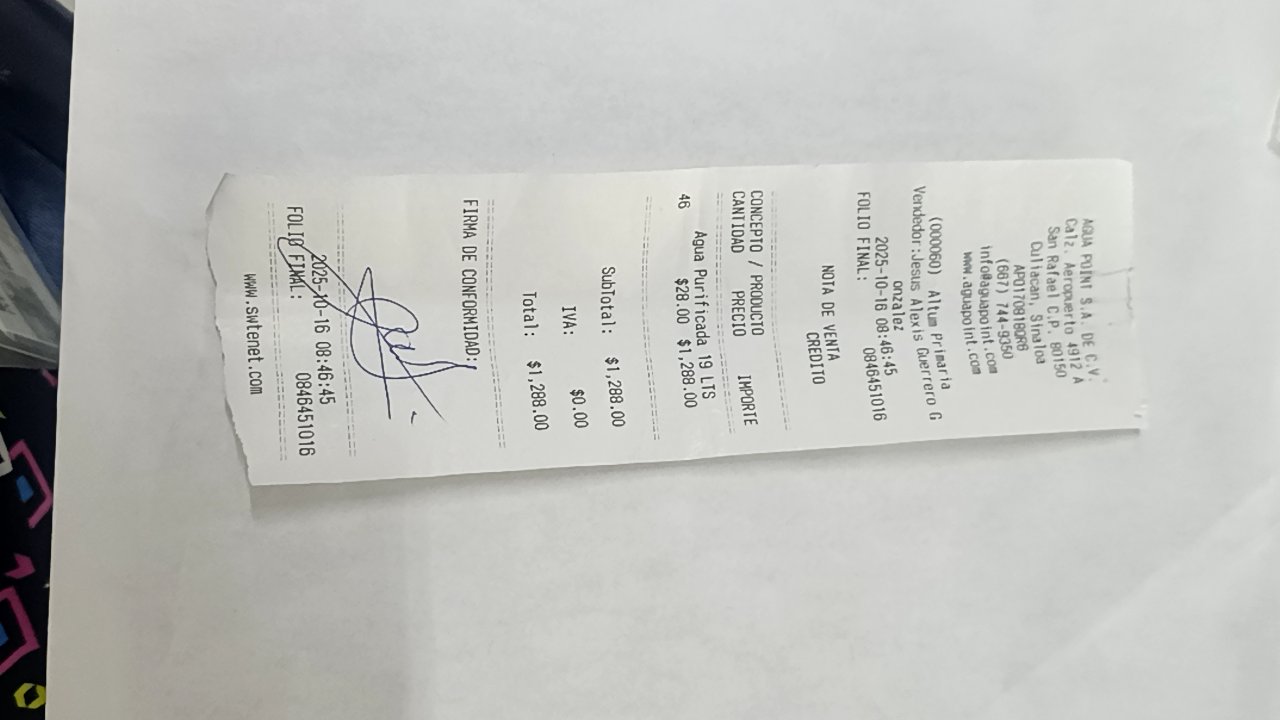 AGUA POINT S.A. DE C.V.
Calz. Aeropuerto 4912 A
San Rafael C.P. 80150
Culiacan, Sinaloa
(667) 744-9350
info@aguapoint.com
www.aguapoint.com
(000060) Altum Primaria
Vendedor:Jesus Alexis Guerrero G
onzalez
2025-10-16 08:46:45
FOLIO FINAL: 0846451016
NOTA DE VENTA
CREDITO
CONCEPTO / PRODUCTO
CANTIDAD PRECIO IMPORTE
Agua Purificada 19 LTS
46 $28.00 $1,288.00
SubTotal: $1,288.00
IVA: $0.00
Total: $1,288.00
FIRMA DE CONFORMIDAD:
2025-10-16 08:46:45
FOLIO FINAL: 0846451016
www.swtenet.com